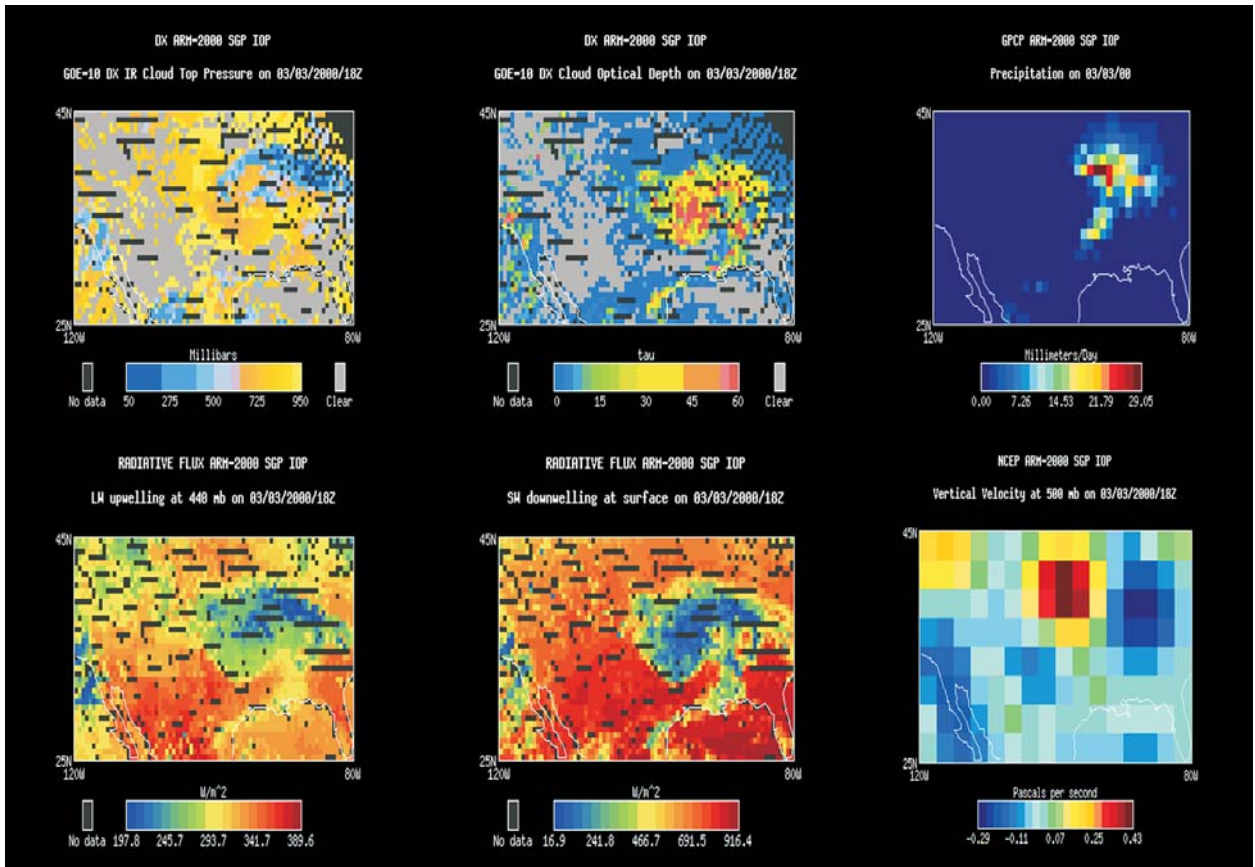 DX ARM-2000 SGP IOP
GOE-10 DX IR Cloud Top Pressure on 03/03/2000/18Z
45N
25N
120W
80W
Millibars
No data
50
275
500
725
950
Clear
DX ARM-2000 SGP IOP
GOE-10 DX Cloud Optical Depth on 03/03/2000/18Z
45N
25N
120W
80W
tau
No data
0
15
30
45
60
Clear
GPCP ARM-2000 SGP IOP
Precipitation on 03/03/00
45N
25N
120W
80W
Millimeters/Day
0.00
7.26
14.53
21.79
29.05
RADIATIVE FLUX ARM-2000 SGP IOP
LW upwelling at 440 mb on 03/03/2000/18Z
45N
25N
120W
80W
W/m^2
No data
197.8
245.7
293.7
341.7
389.6
RADIATIVE FLUX ARM-2000 SGP IOP
SW downwelling at surface on 03/03/2000/18Z
45N
25N
120W
80W
W/m^2
No data
16.9
241.8
466.7
691.5
916.4
NCEP ARM-2000 SGP IOP
Vertical Velocity at 500 mb on 03/03/2000/18Z
45N
25N
120W
80W
Pascals per second
-0.29
-0.11
0.07
0.25
0.43